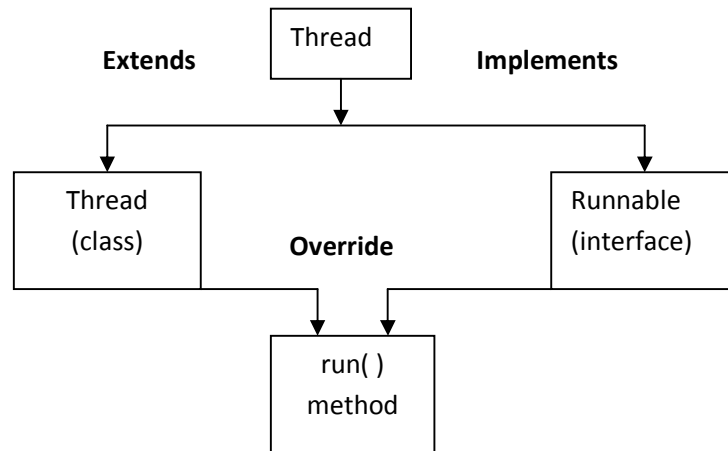 Thread
Extends
Implements
Thread
(class)
Runnable
(interface)
Override
run( )
method